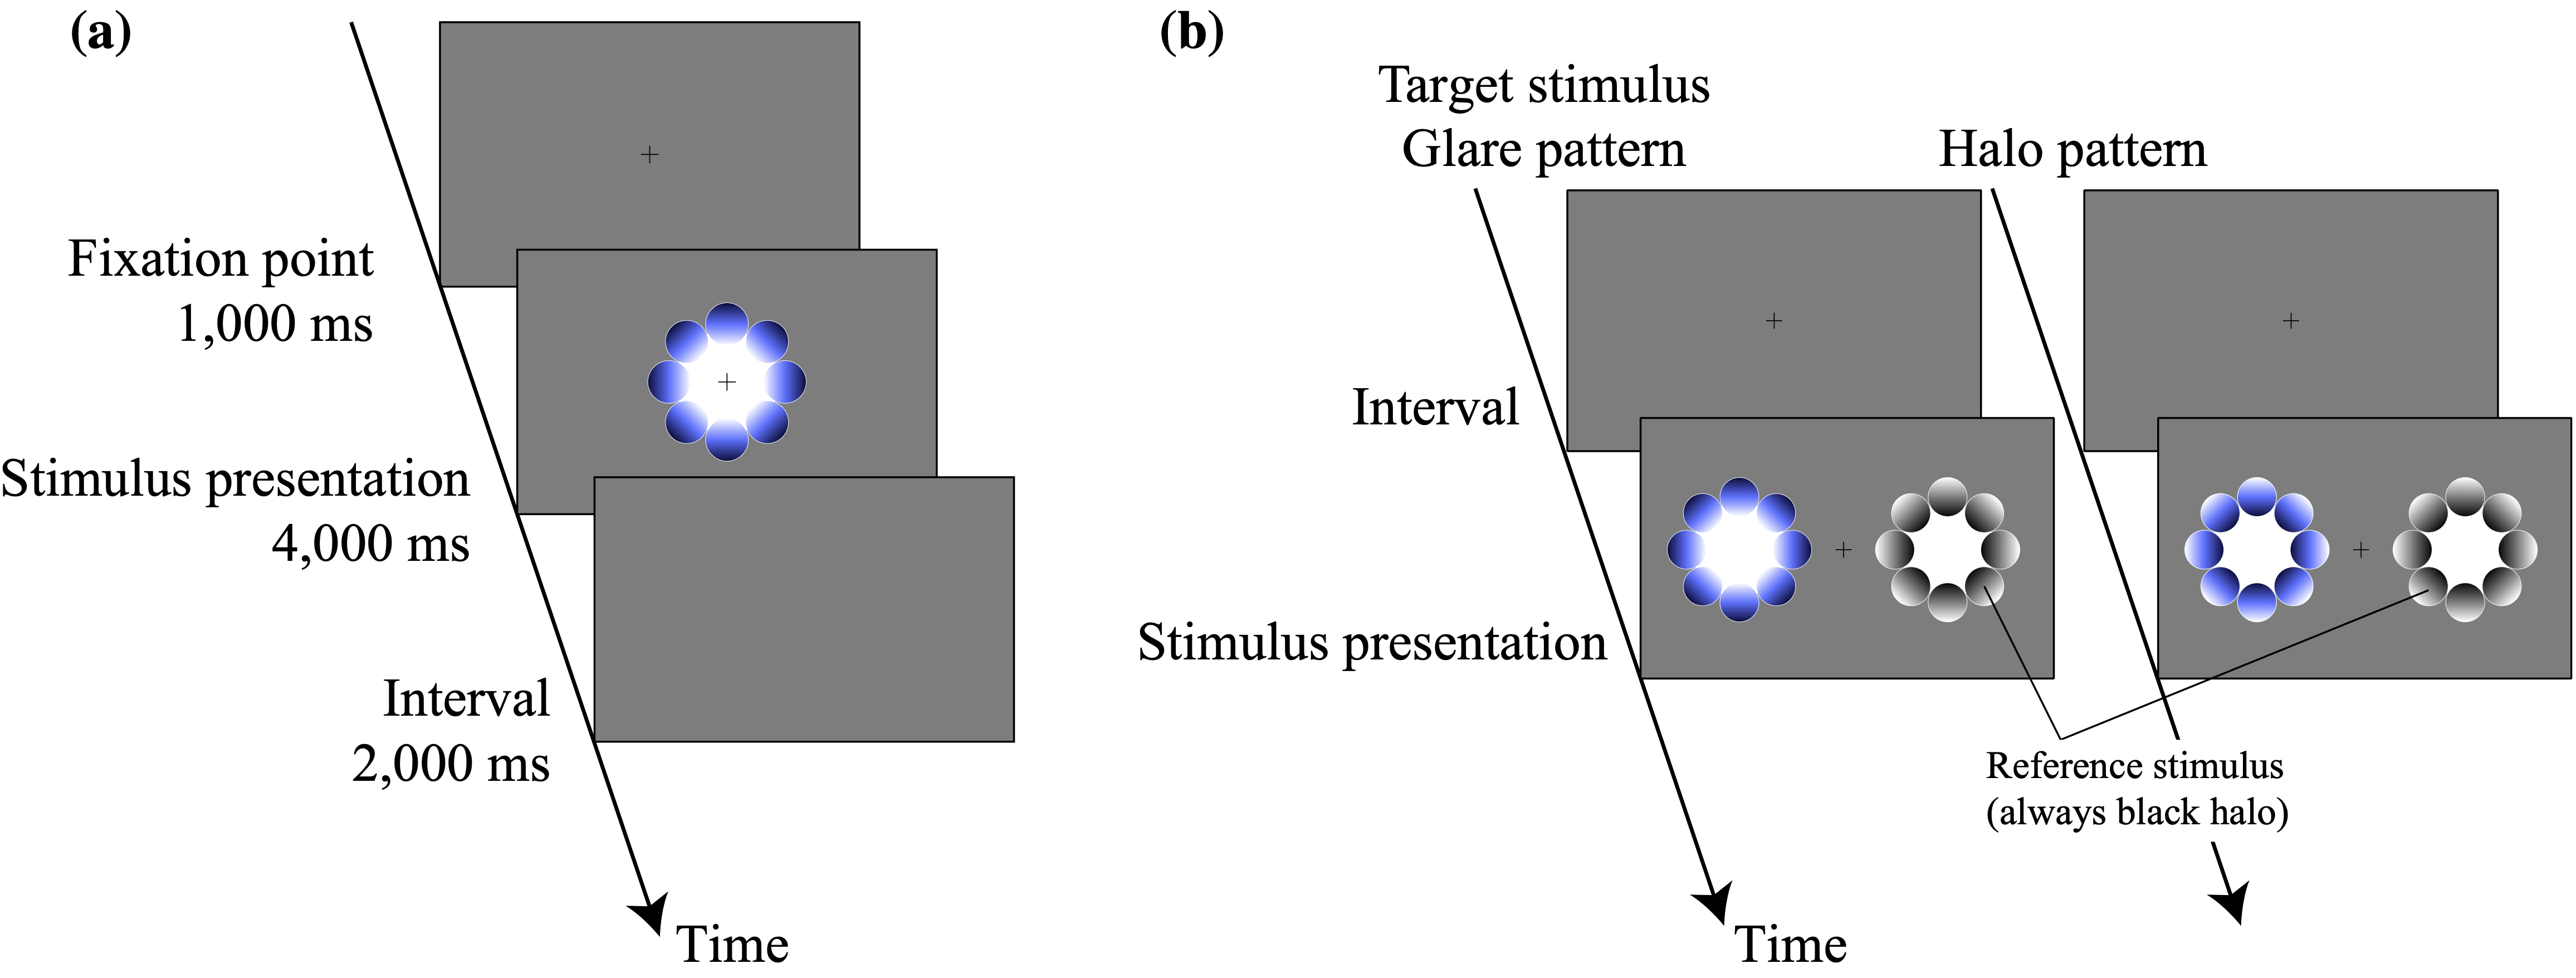 (a)
Fixation point
1,000 ms
Stimulus presentation
4,000 ms
Interval
2,000 ms
Time
(b)
Target stimulus
Glare pattern
Halo pattern
Interval
Stimulus presentation
Reference stimulus
(always black halo)
Time